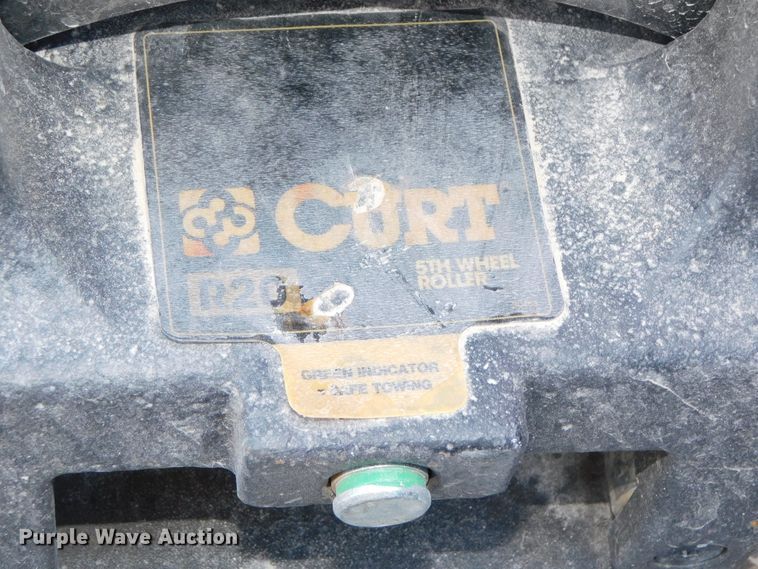 CURT
5TH WHEEL
ROLLER
GREEN INDICATOR
= SAFE TOWING
Purple Wave Auction